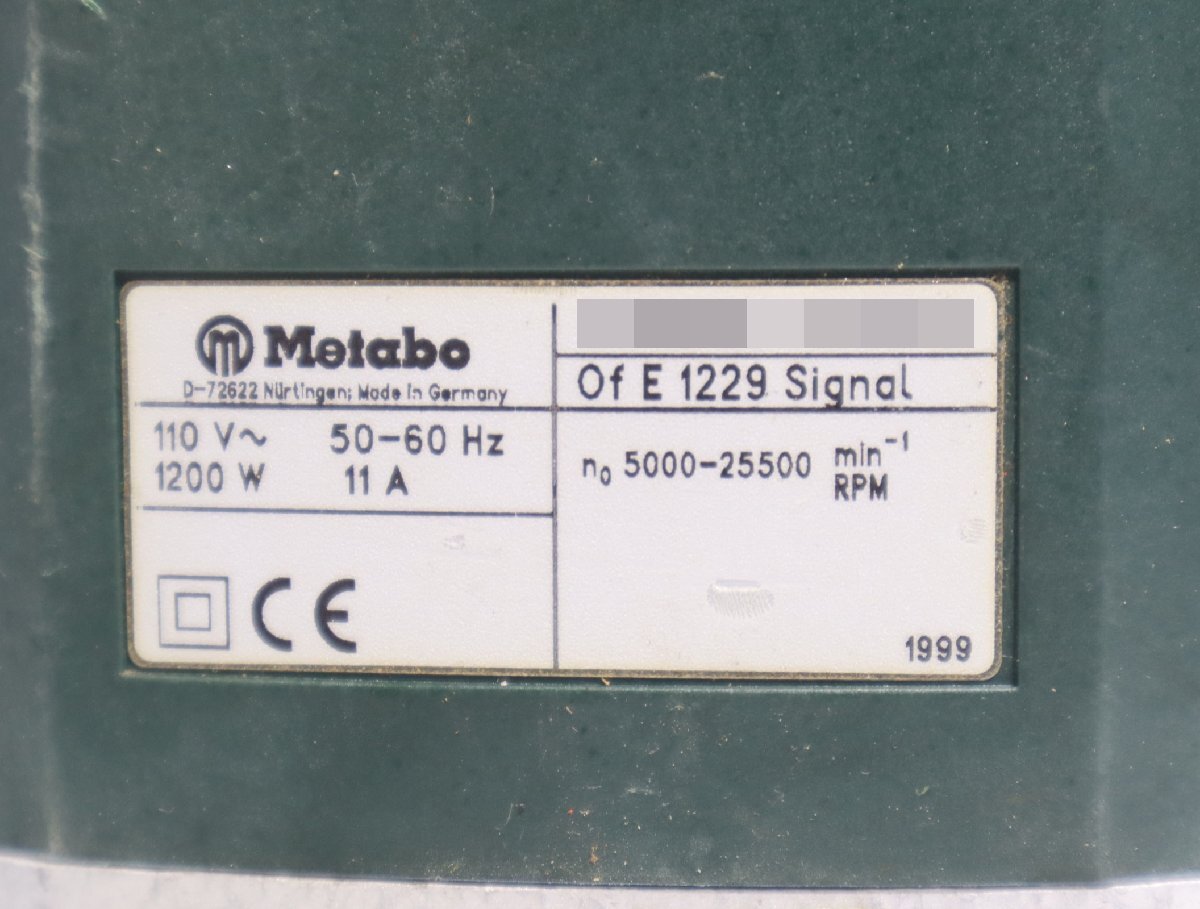 Metabo
D-72622 Nürtingen; Made in Germany
110 V~ 50-60 Hz
1200 W 11 A
CE
Of E 1229 Signal
n₀ 5000-25500 min⁻¹
RPM
1999